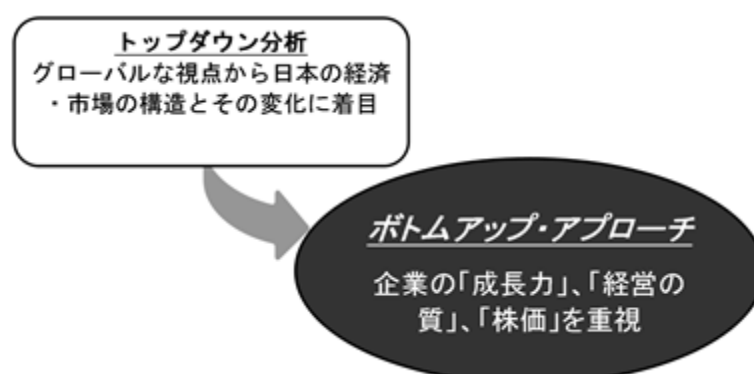 トップダウン分析
グローバルな視点から日本の経済
・市場の構造とその変化に着目
ボトムアップ・アプローチ
企業の「成長力」、「経営の
質」、「株価」を重視